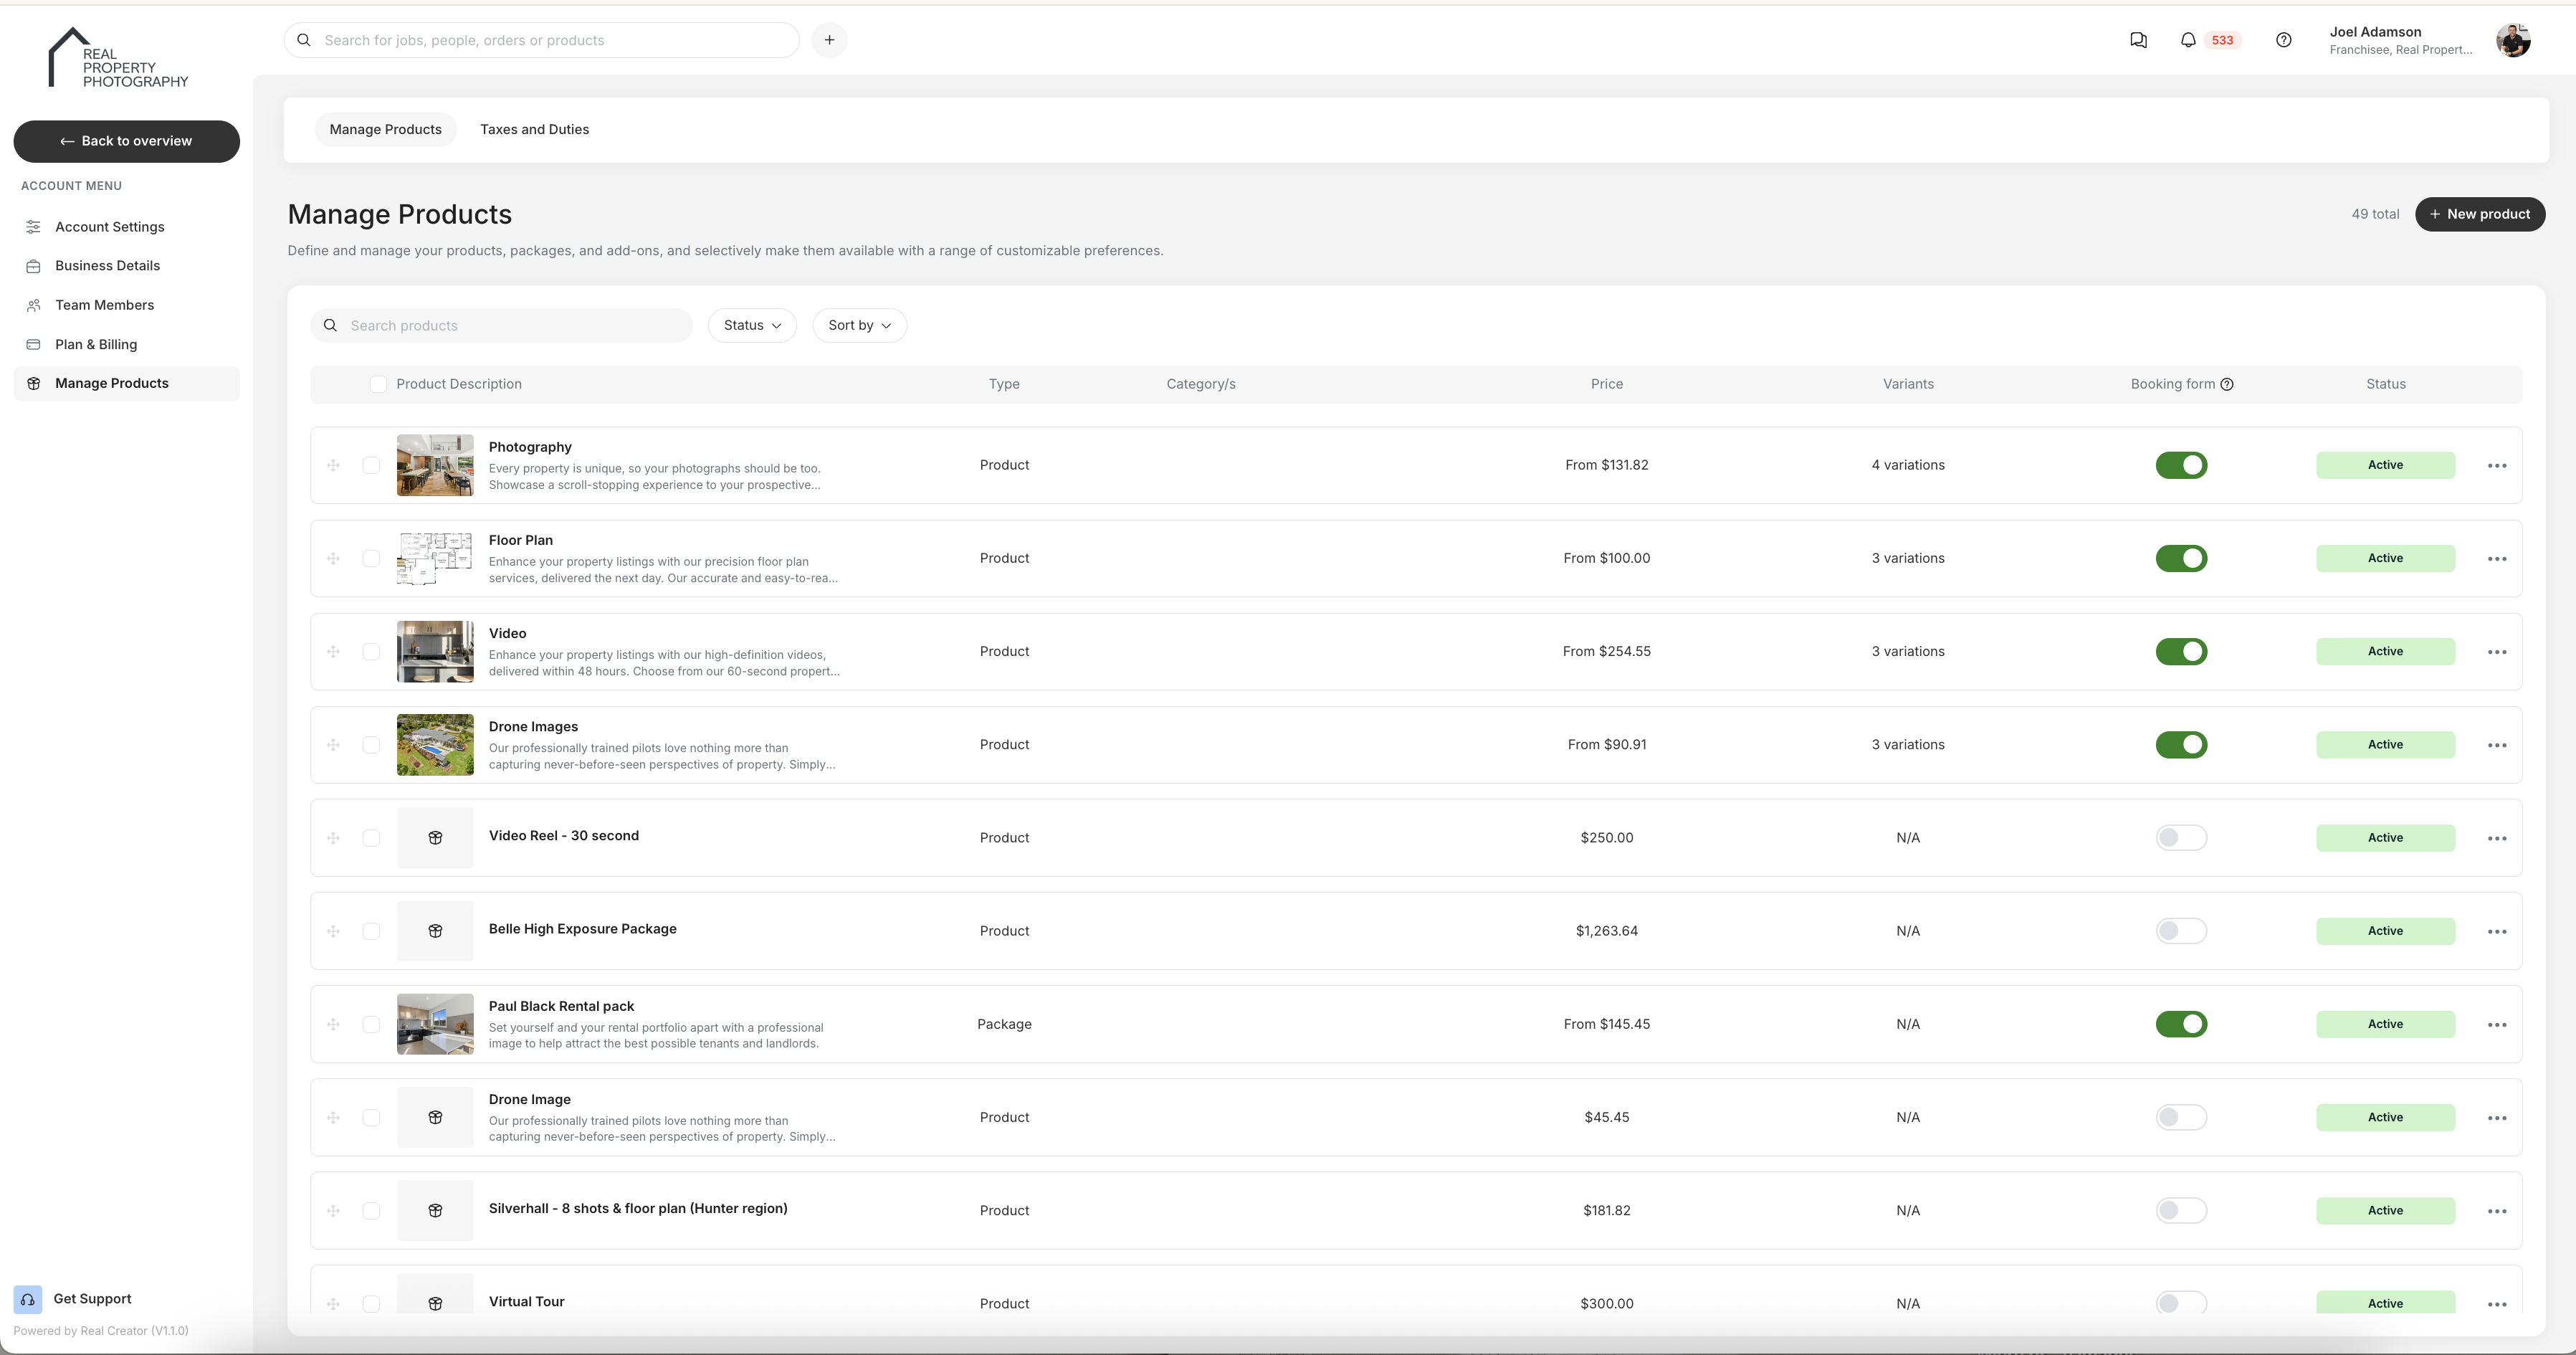 REAL
PROPERTY
PHOTOGRAPHY
Search for jobs, people, orders or products
533
Joel Adamson
Franchisee, Real Propert...
Back to overview
ACCOUNT MENU
Account Settings
Business Details
Team Members
Plan & Billing
Manage Products
Manage Products
Taxes and Duties
Manage Products
49 total
New product
Define and manage your products, packages, and add-ons, and selectively make them available with a range of customizable preferences.
Search products
Status
Sort by
Product Description Type Category/s Price Variants Booking form Status
Photography
Every property is unique, so your photographs should be too.
Showcase a scroll-stopping experience to your prospective...
Product From $131.82 4 variations Active
Floor Plan
Enhance your property listings with our precision floor plan
services, delivered the next day. Our accurate and easy-to-rea...
Product From $100.00 3 variations Active
Video
Enhance your property listings with our high-definition videos,
delivered within 48 hours. Choose from our 60-second propert...
Product From $254.55 3 variations Active
Drone Images
Our professionally trained pilots love nothing more than
capturing never-before-seen perspectives of property. Simply...
Product From $90.91 3 variations Active
Video Reel - 30 second
Product $250.00 N/A Active
Belle High Exposure Package
Product $1,263.64 N/A Active
Paul Black Rental pack
Set yourself and your rental portfolio apart with a professional
image to help attract the best possible tenants and landlords.
Package From $145.45 N/A Active
Drone Image
Our professionally trained pilots love nothing more than
capturing never-before-seen perspectives of property. Simply...
Product $45.45 N/A Active
Silverhall - 8 shots & floor plan (Hunter region)
Product $181.82 N/A Active
Virtual Tour
Product $300.00 N/A Active
Get Support
Powered by Real Creator (V1.1.0)